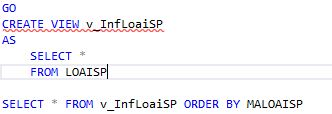 GO
CREATE VIEW v_InfLoaiSP
AS
SELECT *
FROM LOAISP
SELECT * FROM v_InfLoaiSP ORDER BY MALOAISP